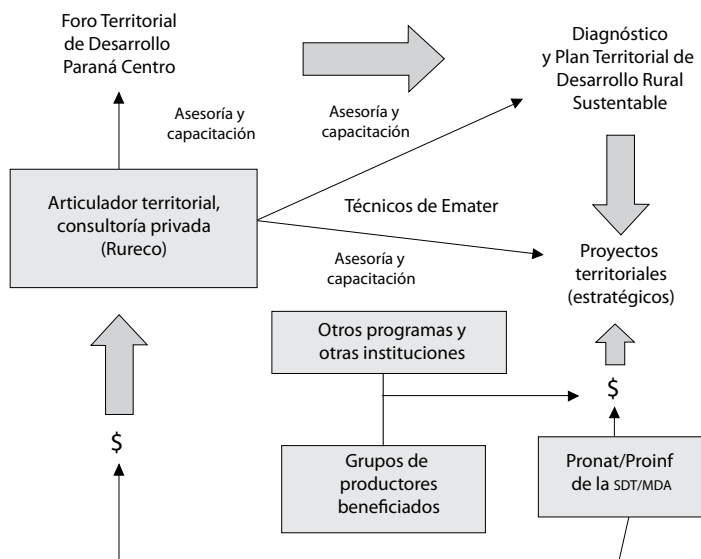 Foro Territorial
de Desarrollo
Paraná Centro
Diagnóstico
y Plan Territorial de
Desarrollo Rural
Sustentable
Asesoría y
capacitación
Asesoría y
capacitación
Articulador territorial,
consultoría privada
(Rureco)
Técnicos de Emater
Asesoría y
capacitación
Proyectos
territoriales
(estratégicos)
Otros programas y
otras instituciones
$
$
Grupos de
productores
beneficiados
Pronat/Proinf
de la SDT/MDA